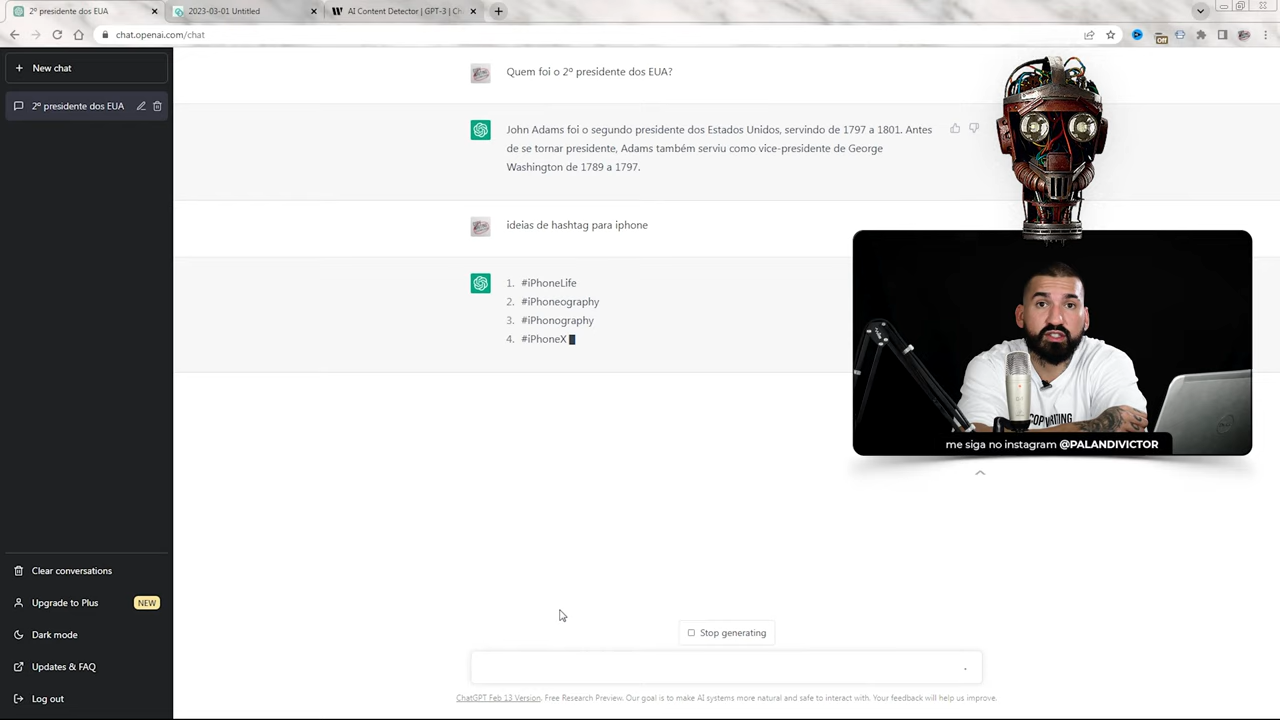 2º presidente dos EUA
2023-03-01 Untitled
AI Content Detector | GPT-3 | Ch
chat.openai.com/chat
Off
New chat
2º presidente dos EUA
Quem foi o 2º presidente dos EUA?
John Adams foi o segundo presidente dos Estados Unidos, servindo de 1797 a 1801. Antes
de se tornar presidente, Adams também serviu como vice-presidente de George
Washington de 1789 a 1797.
ideias de hashtag para iphone
1. #iPhoneLife
2. #iPhoneography
3. #iPhonography
4. #iPhoneX
me siga no instagram @PALANDIVICTOR
Clear conversations
Upgrade to Plus
NEW
Dark mode
Updates & FAQ
Log out
Stop generating
ChatGPT Feb 13 Version. Free Research Preview. Our goal is to make AI systems more natural and safe to interact with. Your feedback will help us improve.